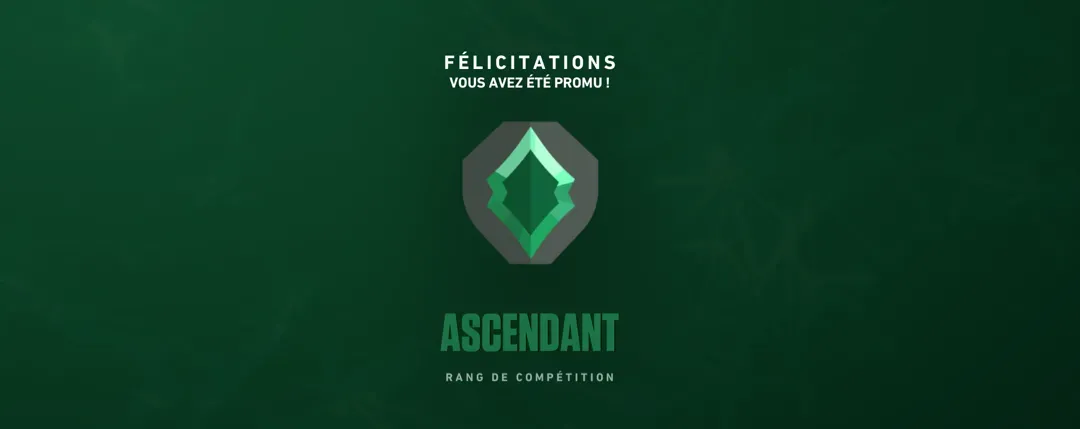 FÉLICITATIONS
VOUS AVEZ ÉTÉ PROMU !
ASCENDANT
RANG DE COMPÉTITION